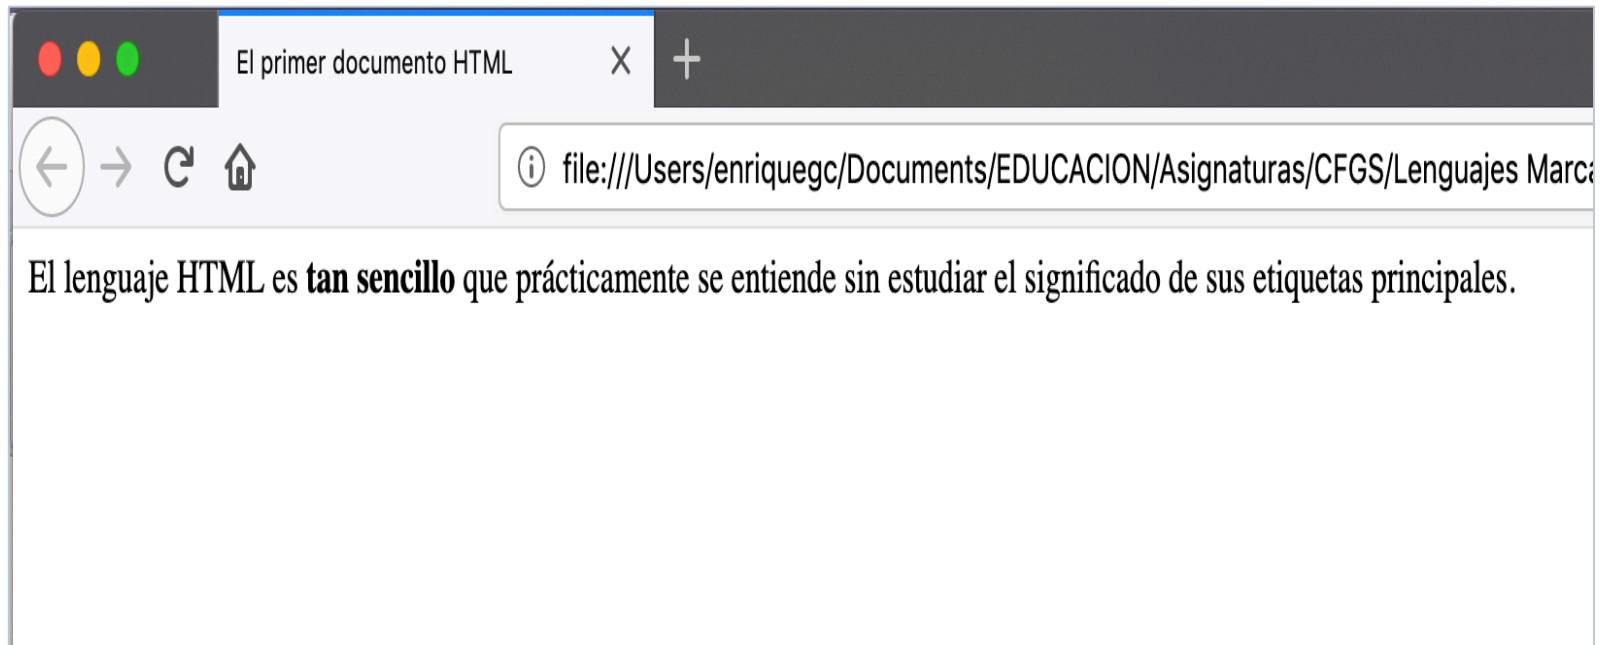 El primer documento HTML
file:///Users/enriquegc/Documents/EDUCACION/Asignaturas/CFGS/Lenguajes Marca
El lenguaje HTML es tan sencillo que prácticamente se entiende sin estudiar el significado de sus etiquetas principales.